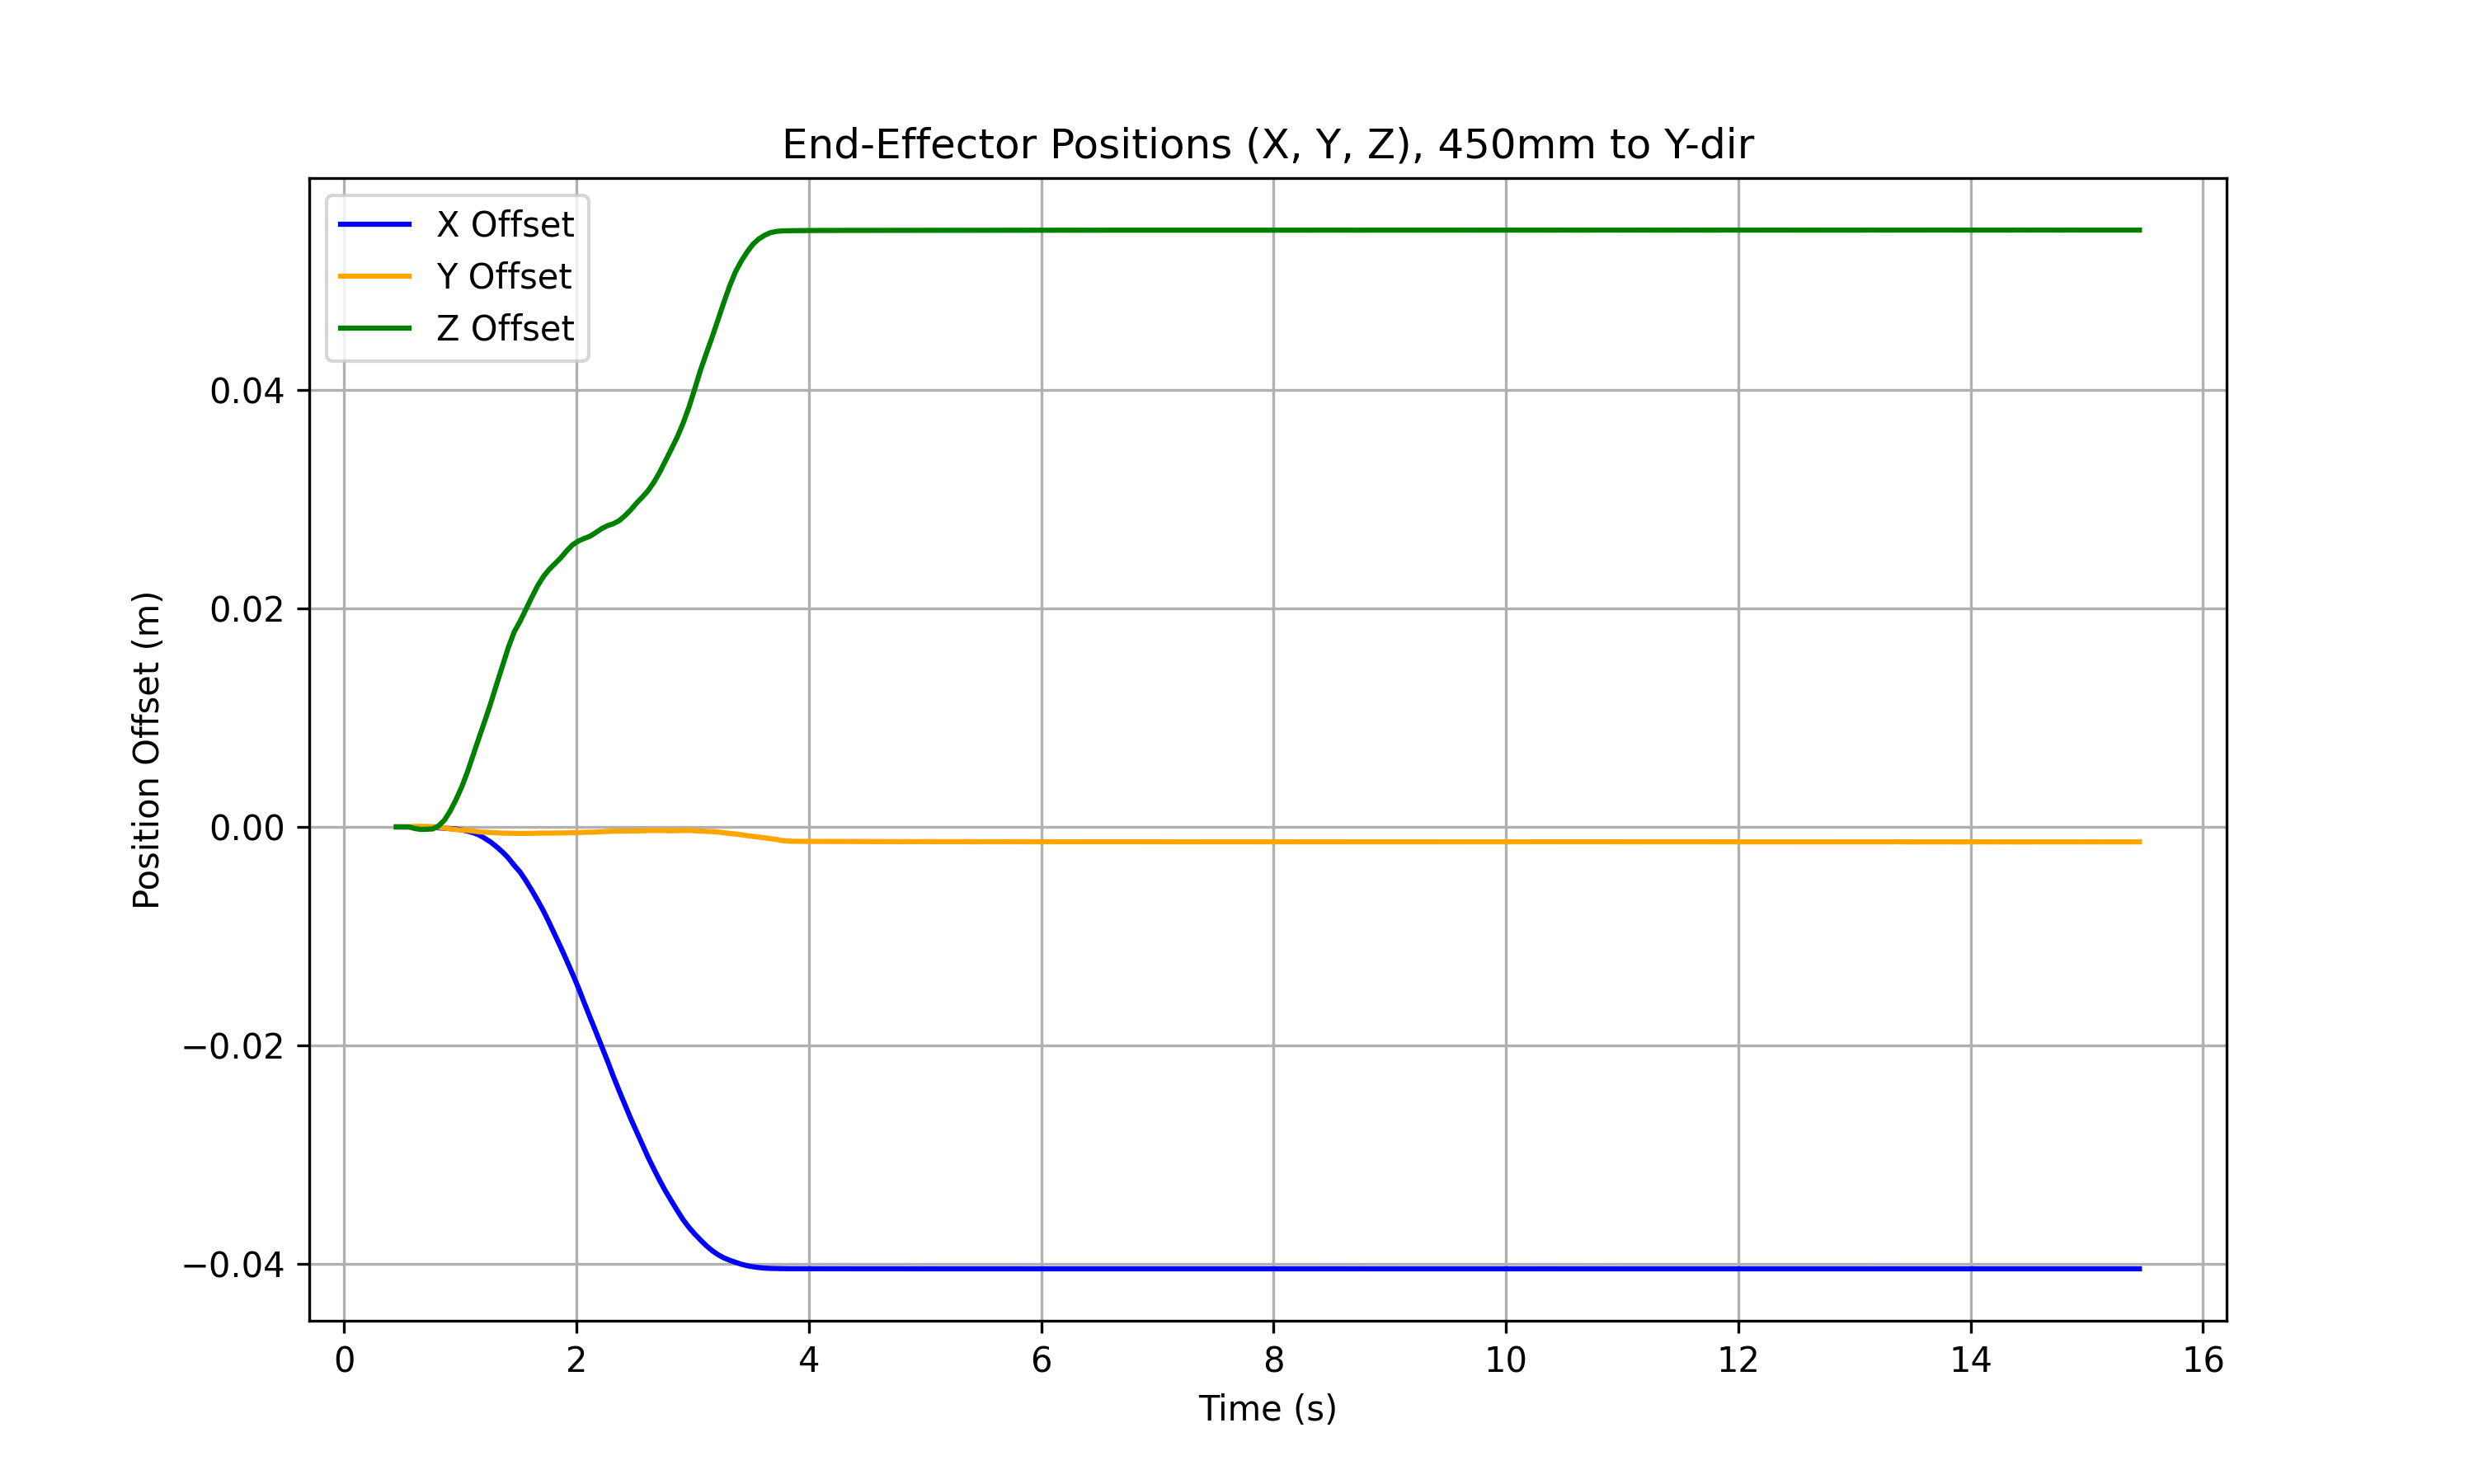 End-Effector Positions (X, Y, Z), 450mm to Y-dir
X Offset
Y Offset
Z Offset
Position Offset (m)
0.04
0.02
0.00
−0.02
−0.04
0 2 4 6 8 10 12 14 16
Time (s)